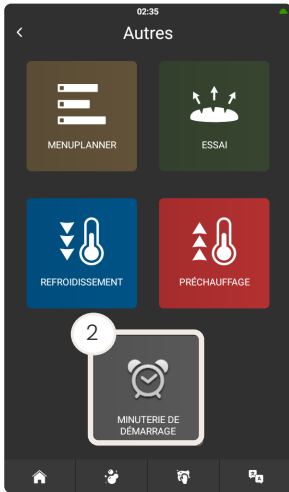 02:35
Autres
MENUPLANNER
ESSAI
REFROIDISSEMENT
PRÉCHAUFFAGE
2
MINUTERIE DE
DÉMARRAGE